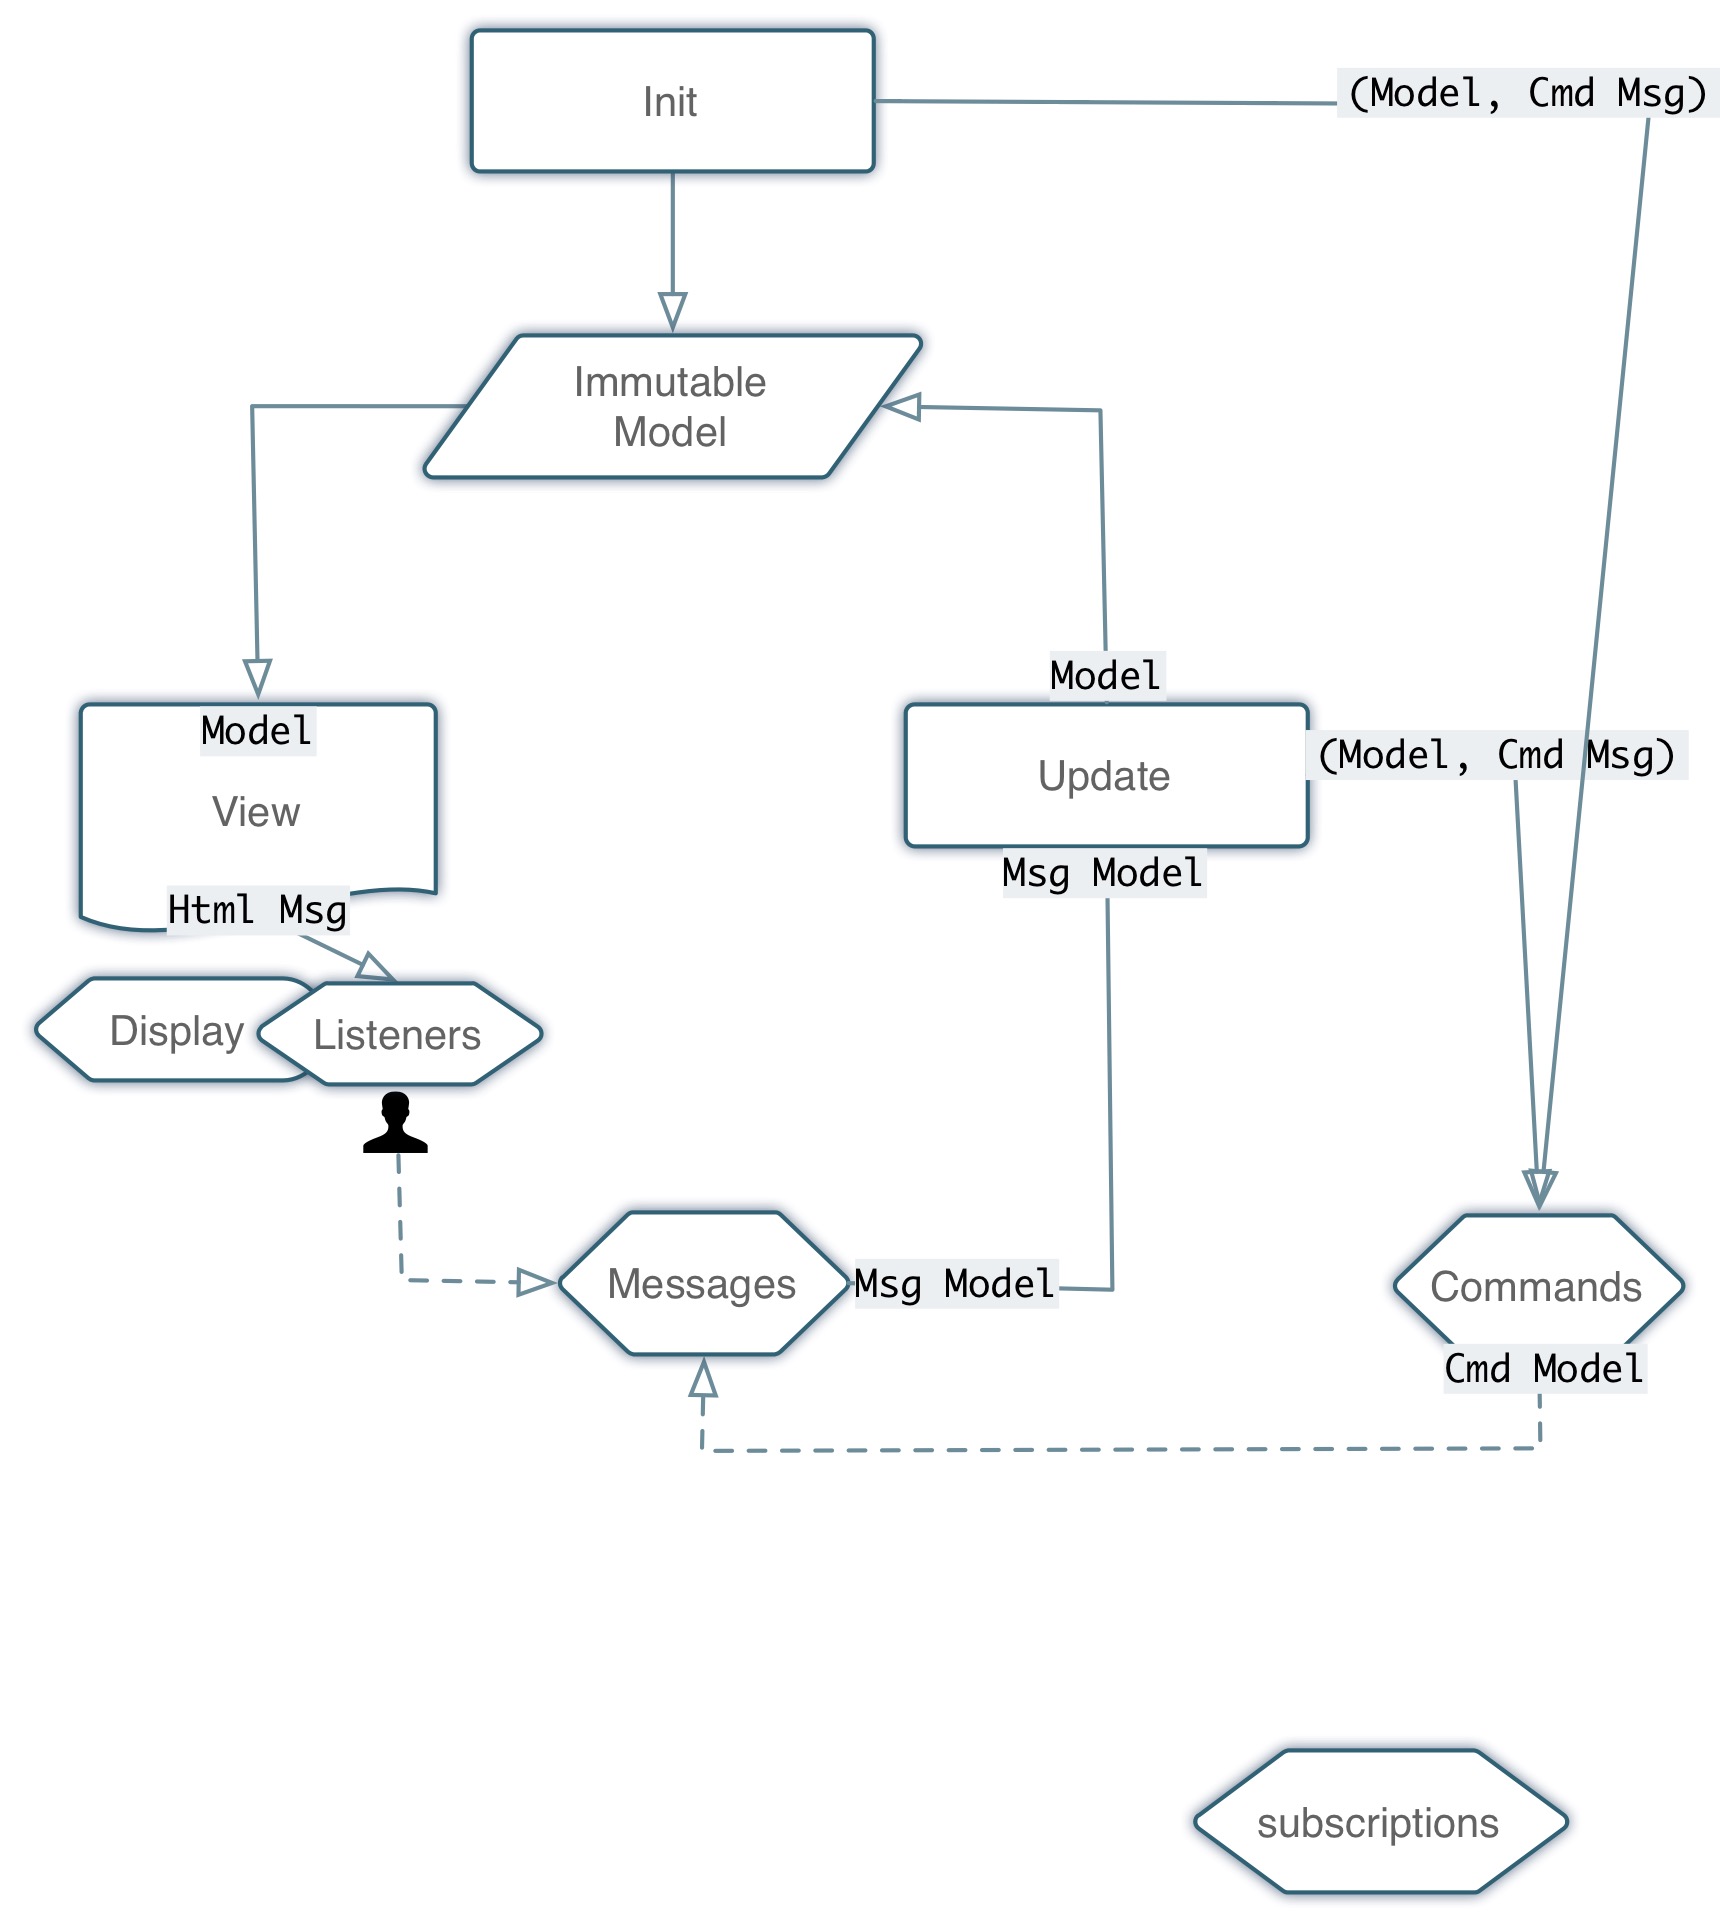 Init
(Model, Cmd Msg)
Immutable
Model
Model
Model
View
Update
(Model, Cmd Msg)
Html Msg
Msg Model
Display
Listeners
Messages
Msg Model
Commands
Cmd Model
subscriptions